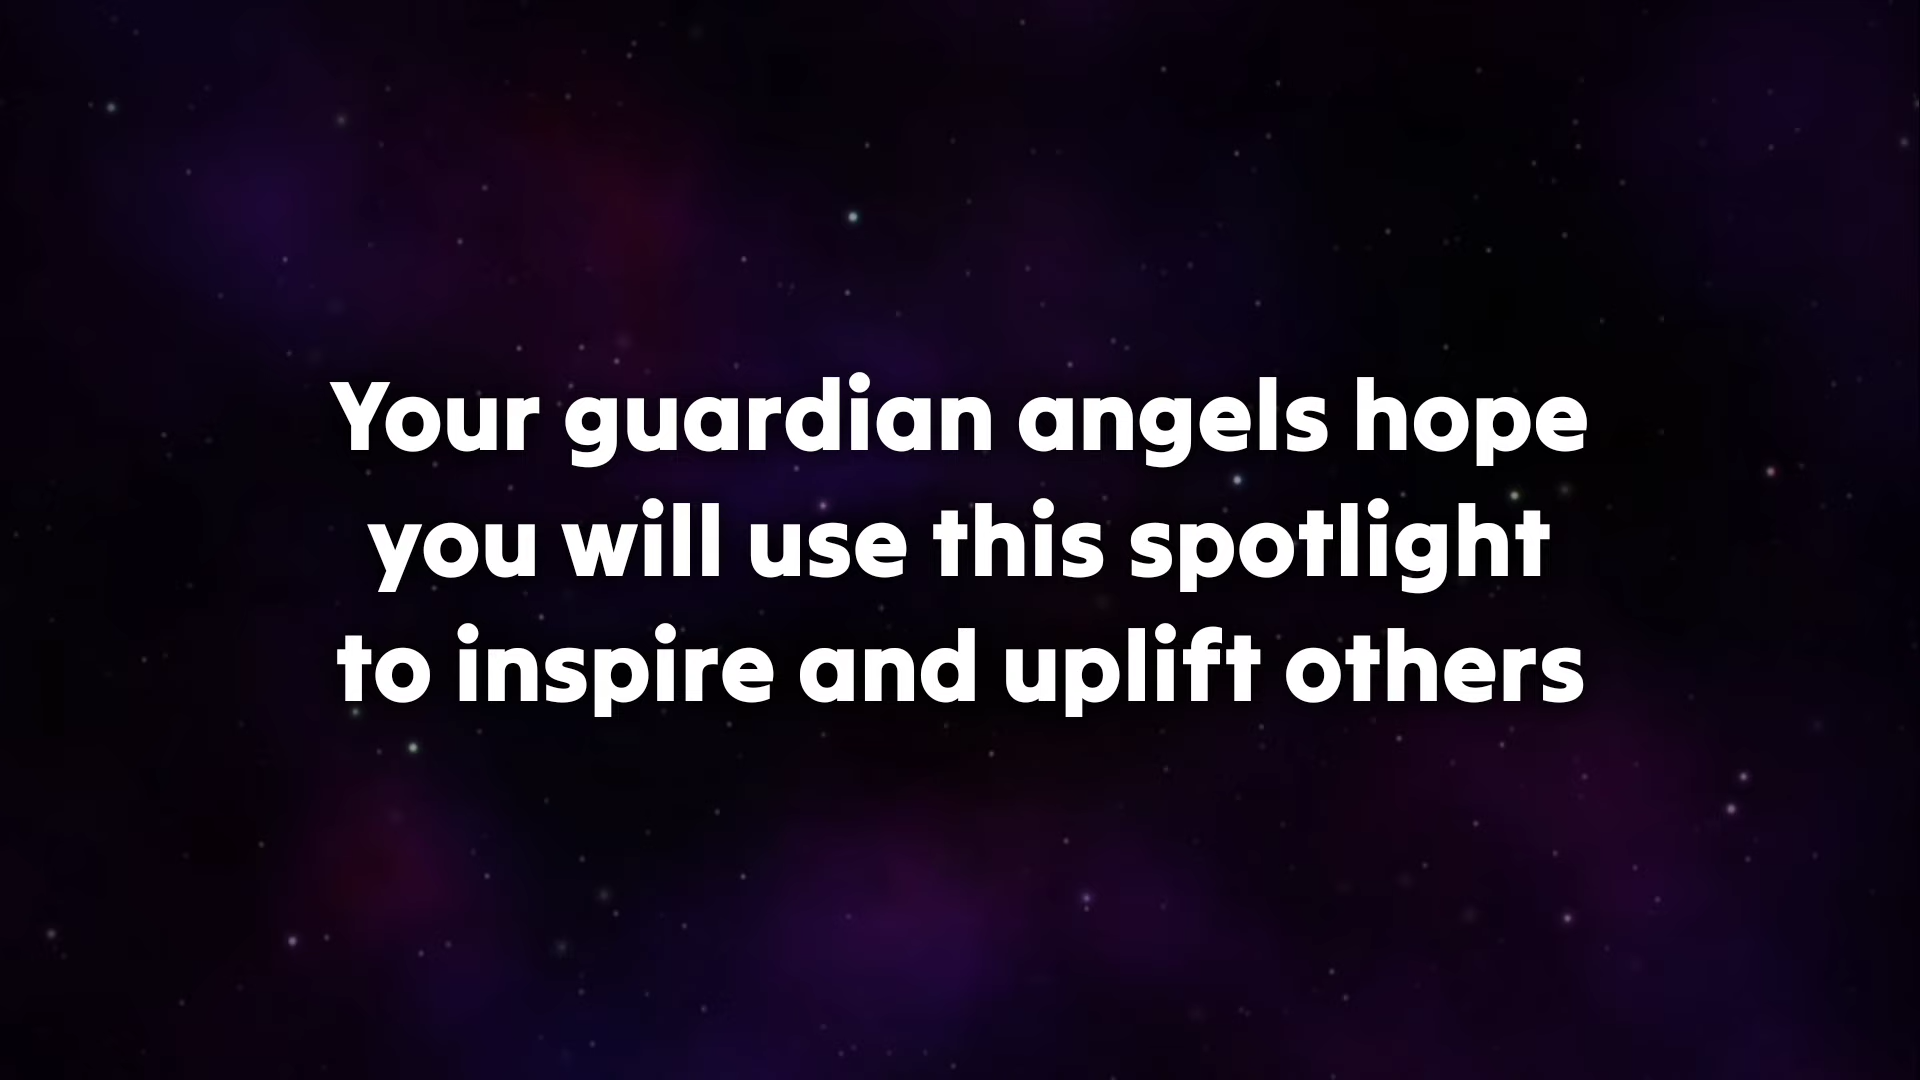 Your guardian angels hope
you will use this spotlight
to inspire and uplift others